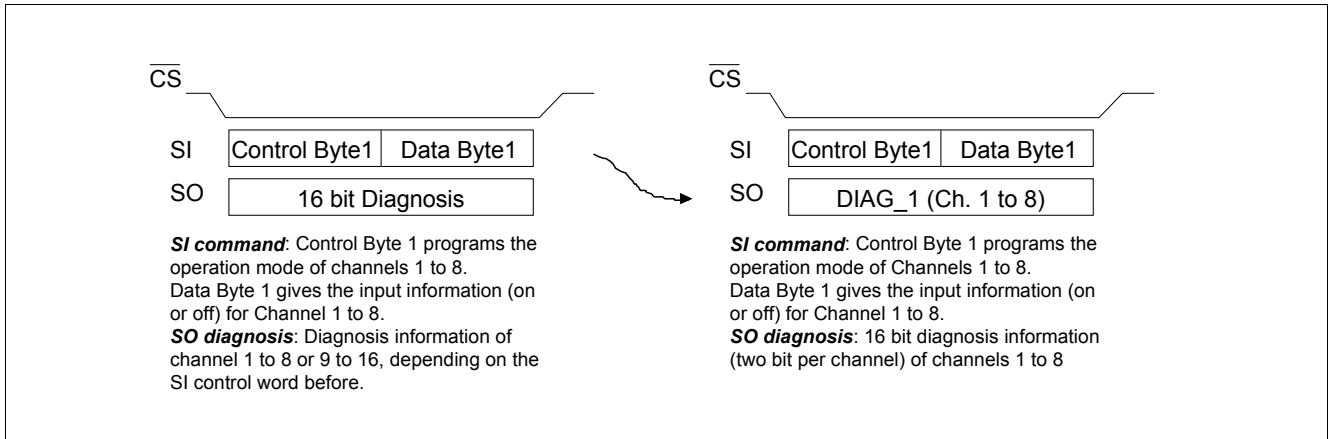 CS
SI Control Byte1 Data Byte1
SO 16 bit Diagnosis
SI command: Control Byte 1 programs the
operation mode of channels 1 to 8.
Data Byte 1 gives the input information (on
or off) for Channel 1 to 8.
SO diagnosis: Diagnosis information of
channel 1 to 8 or 9 to 16, depending on the
SI control word before.
CS
SI Control Byte1 Data Byte1
SO DIAG_1 (Ch. 1 to 8)
SI command: Control Byte 1 programs the
operation mode of Channels 1 to 8.
Data Byte 1 gives the input information (on
or off) for Channel 1 to 8.
SO diagnosis: 16 bit diagnosis information
(two bit per channel) of channels 1 to 8